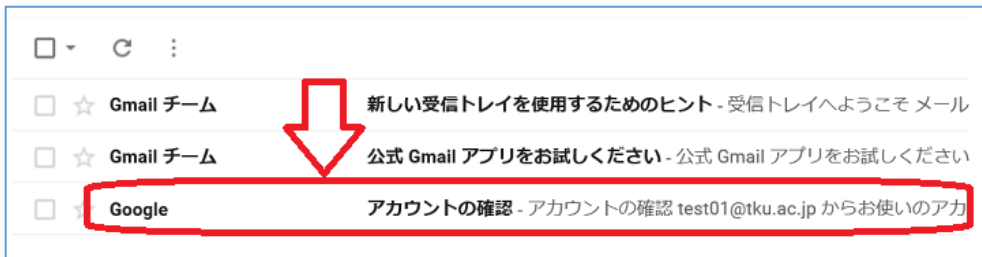 Gmail チーム 新しい受信トレイを使用するためのヒント - 受信トレイへようこそ メール
Gmail チーム 公式 Gmail アプリをお試しください - 公式 Gmail アプリをお試しください
Google アカウントの確認 - アカウントの確認 test01@tku.ac.jp からお使いのアカ